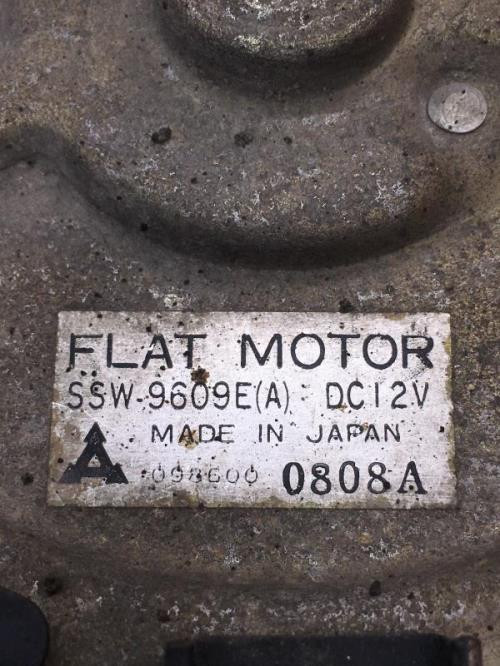 FLAT MOTOR
SSW-9609E(A) DC12V
MADE IN JAPAN
098600 0808A